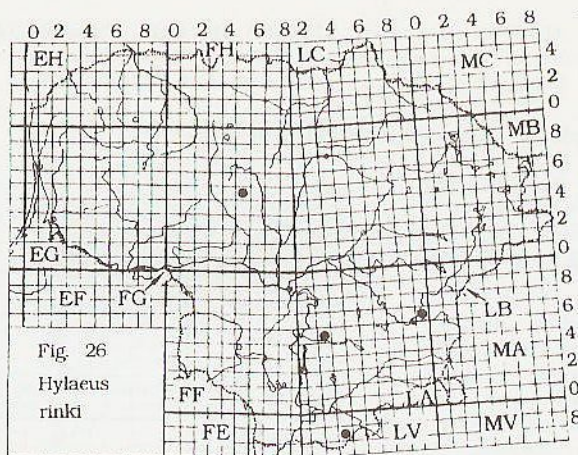 0 2 4 6 8 0 2 4 6 8 0 2 4 6 8 0 2 4 6 8
EH FH LC MC
4
2
0
MB
8
6
4
2
EG
0
EF FG LB
8
6
Fig. 26
MA
4
Hylaeus
2
rinki
FF LA
0
FE LV MV
8